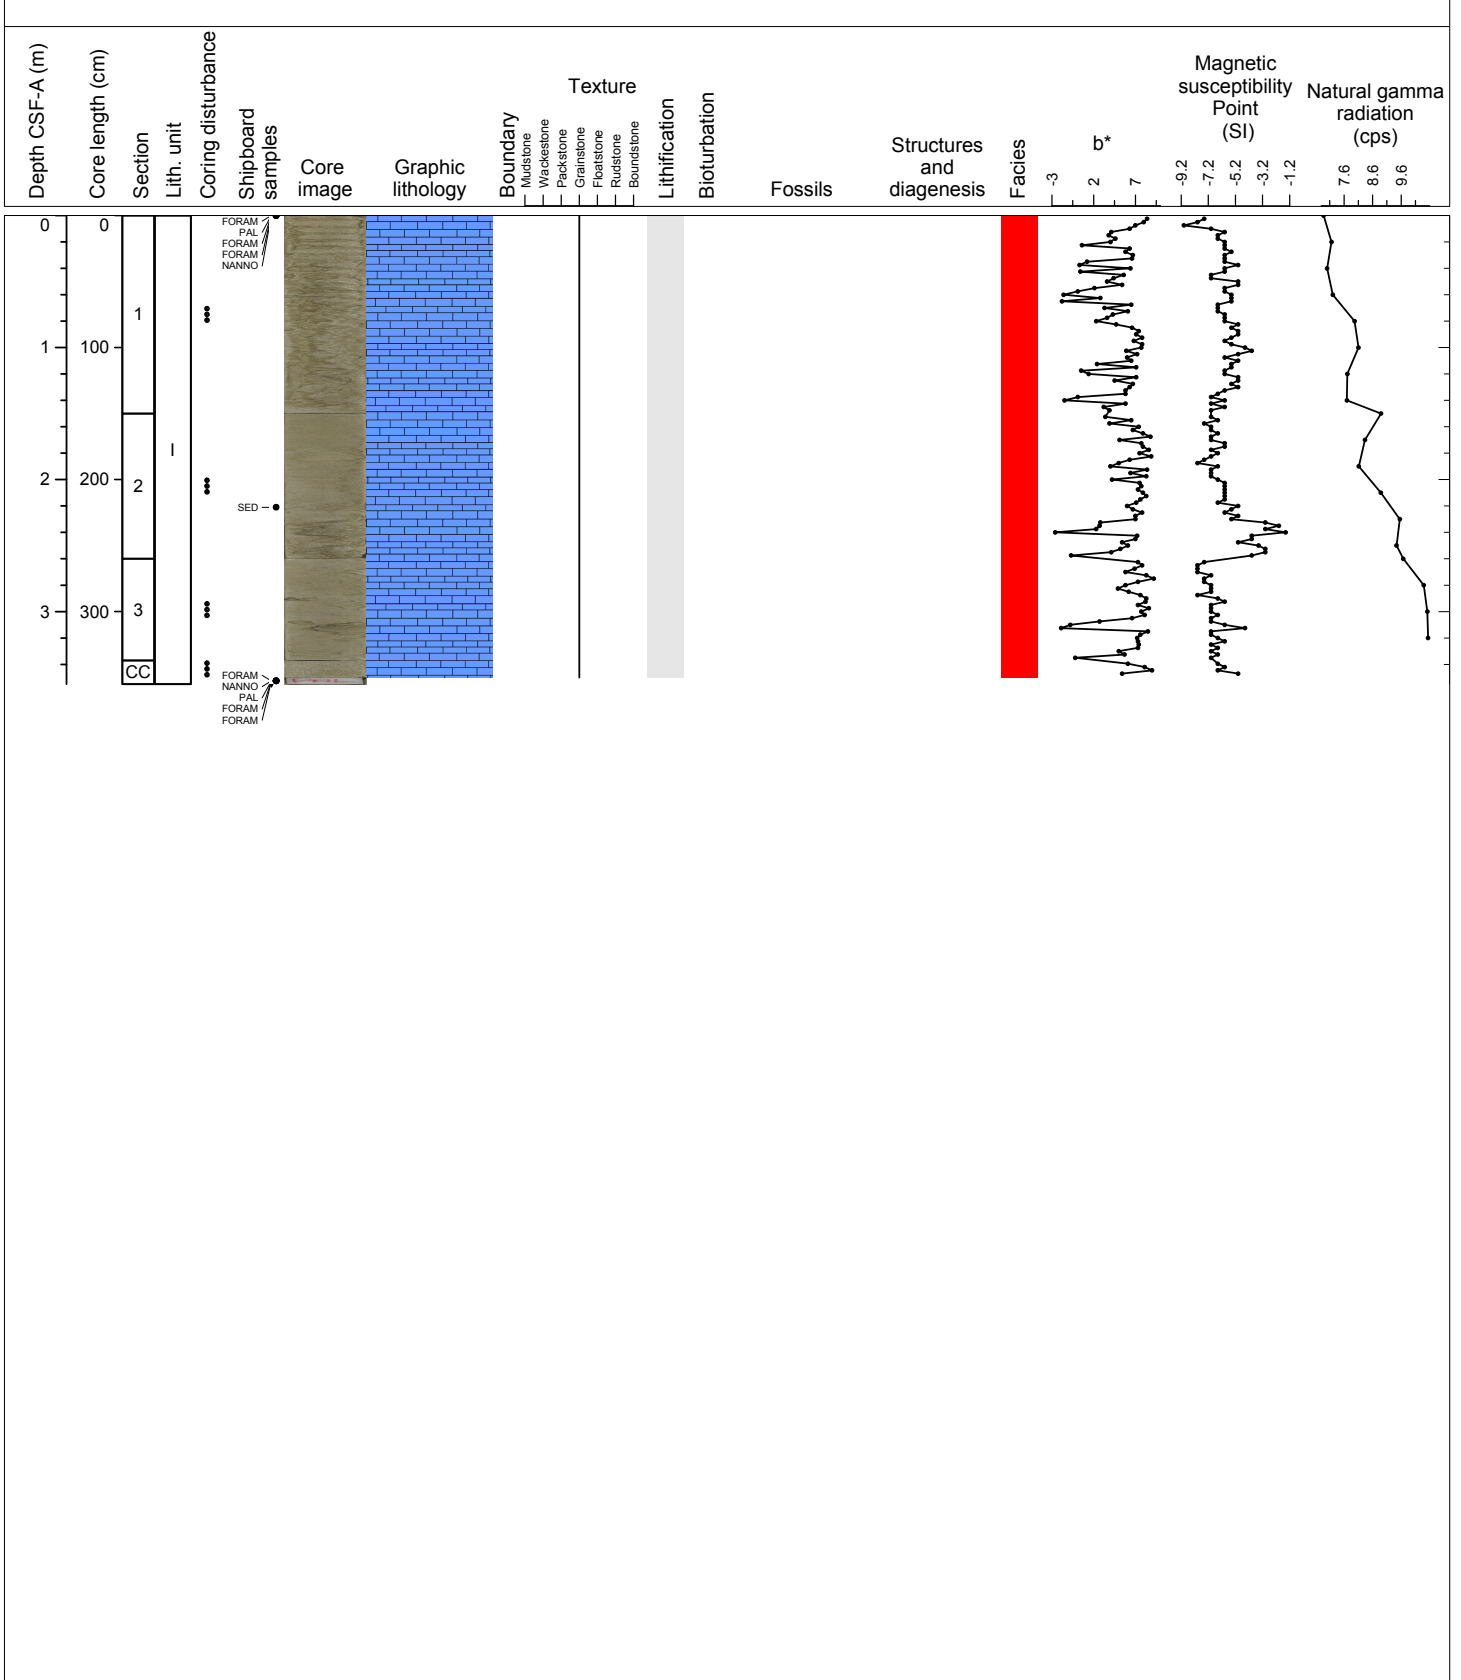 Depth CSF-A (m)
Core length (cm)
Section
Lith. unit
Coring disturbance
Shipboard
samples
Core
image
Graphic
lithology
Boundary
Texture
Mudstone
Wackestone
Packstone
Grainstone
Floatstone
Rudstone
Boundstone
Lithification
Bioturbation
Fossils
Structures
and
diagenesis
Facies
b*
-3 2 7
Magnetic
susceptibility
Point
(SI)
-9.2 -7.2 -5.2 -3.2 -1.2
Natural gamma
radiation
(cps)
7.6 8.6 9.6
0 0
FORAM
PAL
FORAM
FORAM
NANNO
1
1 100
I
2 200 2
SED
3 300 3
CC
FORAM
NANNO
PAL
FORAM
FORAM